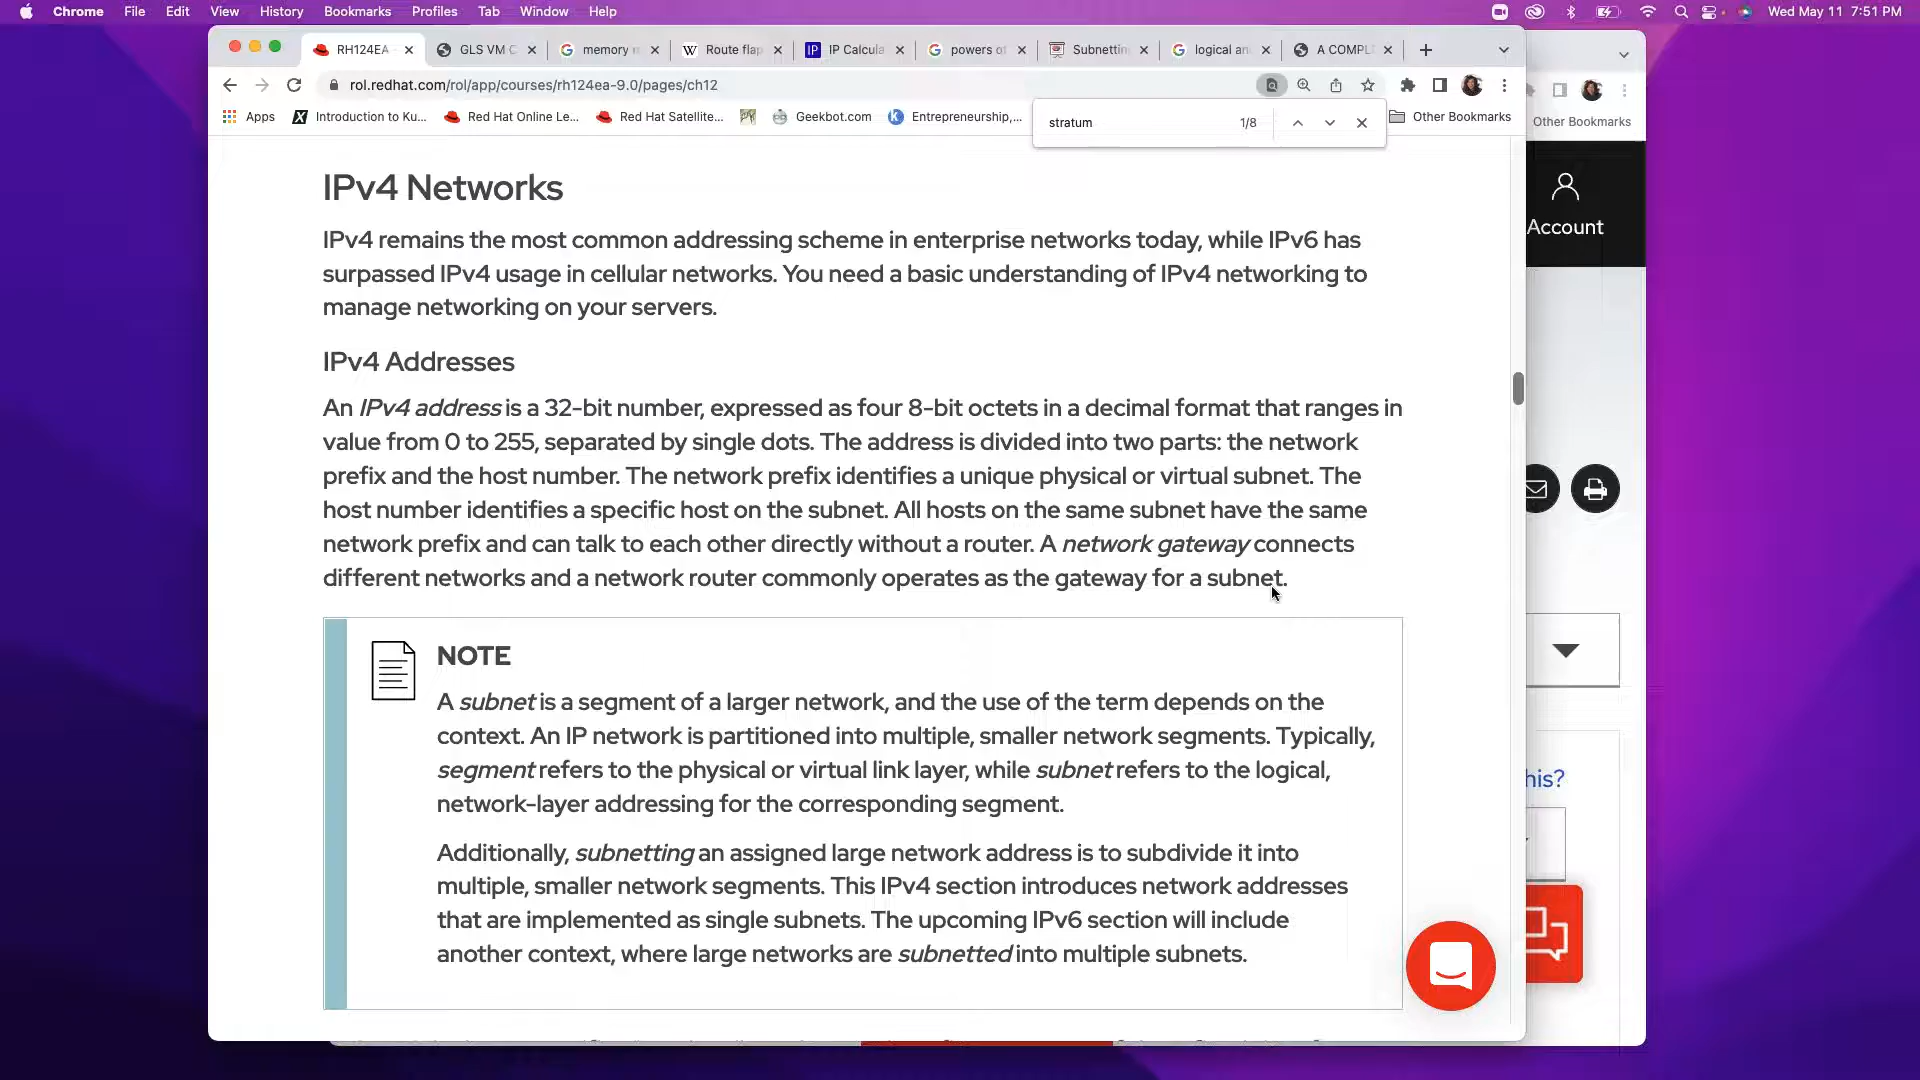 Chrome File Edit View History Bookmarks Profiles Tab Window Help Wed May 11 7:51 PM
RH124EA - GLS VM C memory Route flap IP IP Calcula powers o Subnettin logical an A COMPL
rol.redhat.com/rol/app/courses/rh124ea-9.0/pages/ch12
Apps Introduction to Ku... Red Hat Online Le... Red Hat Satellite... Geekbot.com Entrepreneurship,... Other Bookmarks
stratum 1/8
Other Bookmarks
Account
IPv4 Networks
IPv4 remains the most common addressing scheme in enterprise networks today, while IPv6 has
surpassed IPv4 usage in cellular networks. You need a basic understanding of IPv4 networking to
manage networking on your servers.
IPv4 Addresses
An IPv4 address is a 32-bit number, expressed as four 8-bit octets in a decimal format that ranges in
value from 0 to 255, separated by single dots. The address is divided into two parts: the network
prefix and the host number. The network prefix identifies a unique physical or virtual subnet. The
host number identifies a specific host on the subnet. All hosts on the same subnet have the same
network prefix and can talk to each other directly without a router. A network gateway connects
different networks and a network router commonly operates as the gateway for a subnet.
NOTE
A subnet is a segment of a larger network, and the use of the term depends on the
context. An IP network is partitioned into multiple, smaller network segments. Typically,
segment refers to the physical or virtual link layer, while subnet refers to the logical,
network-layer addressing for the corresponding segment.
Additionally, subnetting an assigned large network address is to subdivide it into
multiple, smaller network segments. This IPv4 section introduces network addresses
that are implemented as single subnets. The upcoming IPv6 section will include
another context, where large networks are subnetted into multiple subnets.
his?